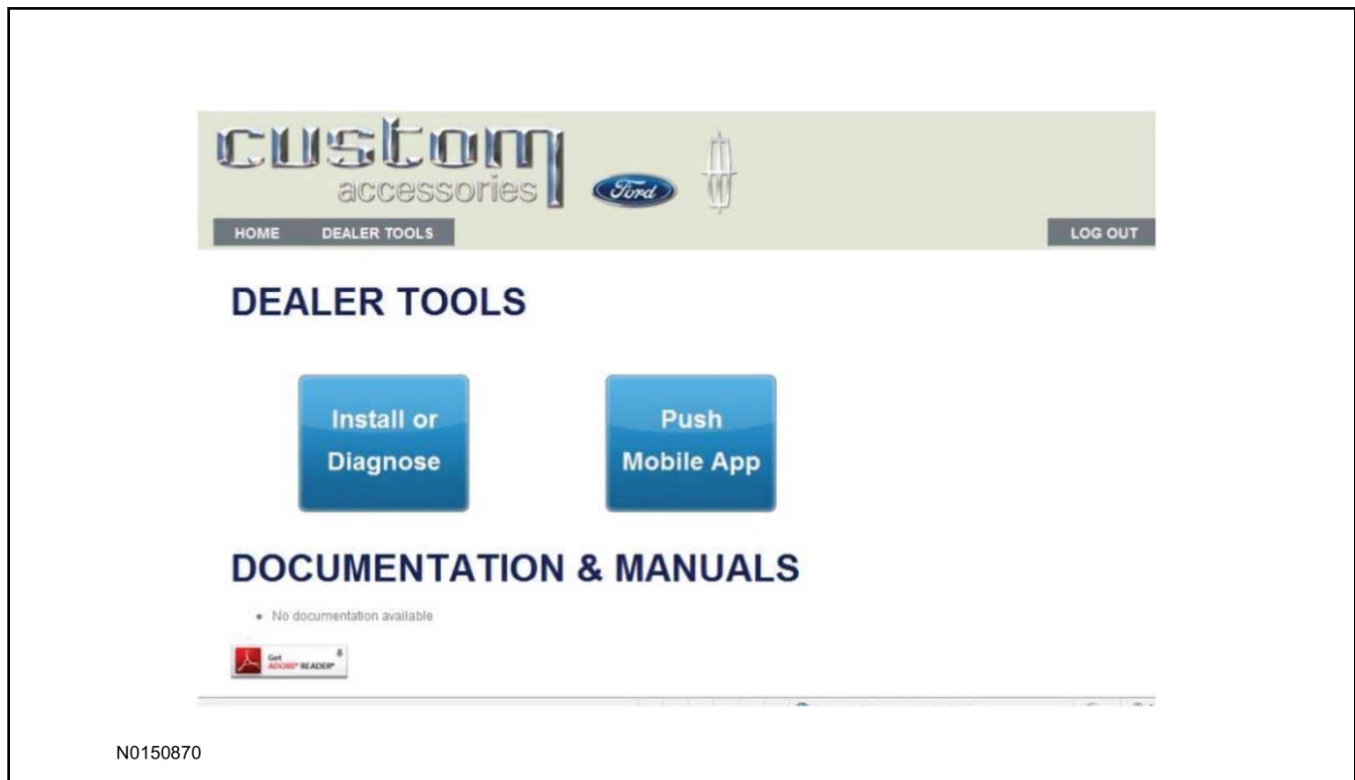 custom
accessories
Ford
HOME DEALER TOOLS LOG OUT
DEALER TOOLS
Install or Push
Diagnose Mobile App
DOCUMENTATION & MANUALS
• No documentation available
Get
ADOBE® READER®
N0150870